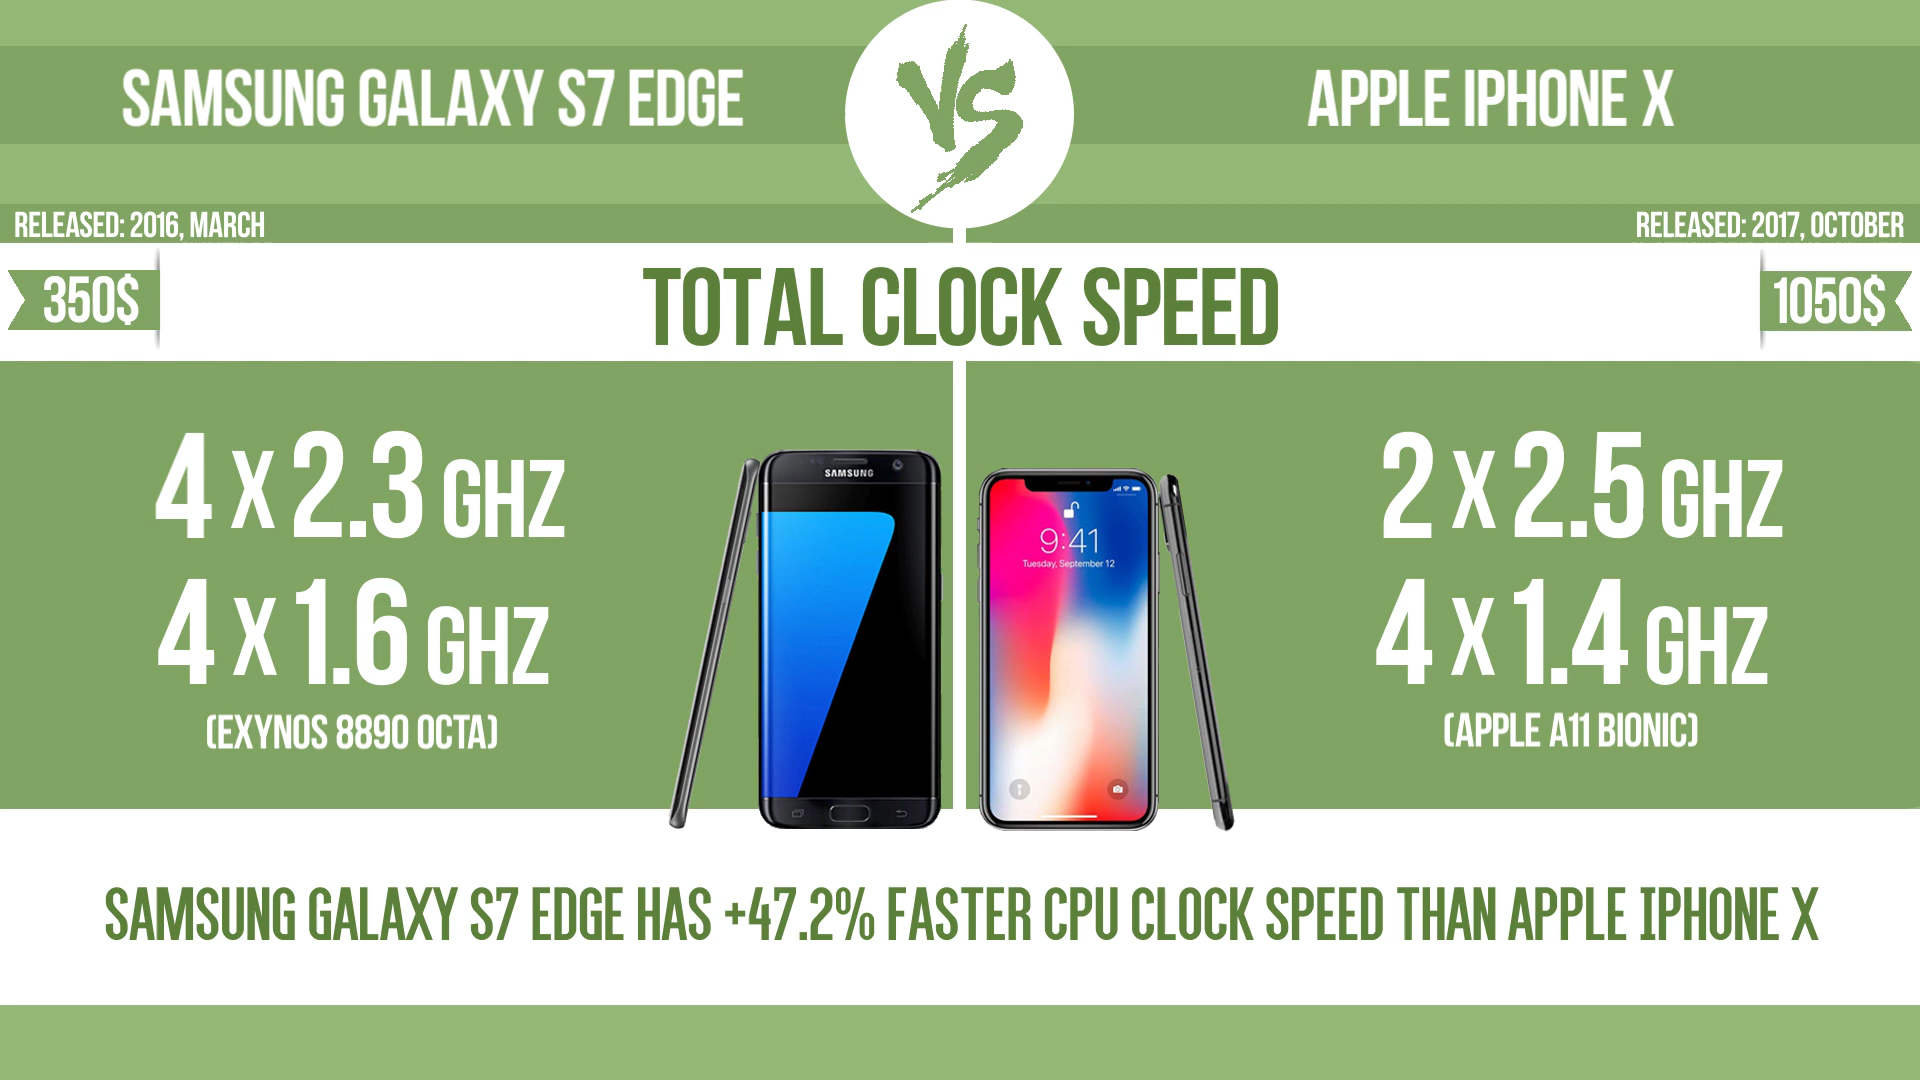 SAMSUNG GALAXY S7 EDGE
VS
APPLE IPHONE X
RELEASED: 2016, MARCH
RELEASED: 2017, OCTOBER
350$
TOTAL CLOCK SPEED
1050$
4 X 2.3 GHZ
4 X 1.6 GHZ
(EXYNOS 8890 OCTA)
SAMSUNG
9:41
Tuesday, September 12
2 X 2.5 GHZ
4 X 1.4 GHZ
(APPLE A11 BIONIC)
SAMSUNG GALAXY S7 EDGE HAS +47.2% FASTER CPU CLOCK SPEED THAN APPLE IPHONE X